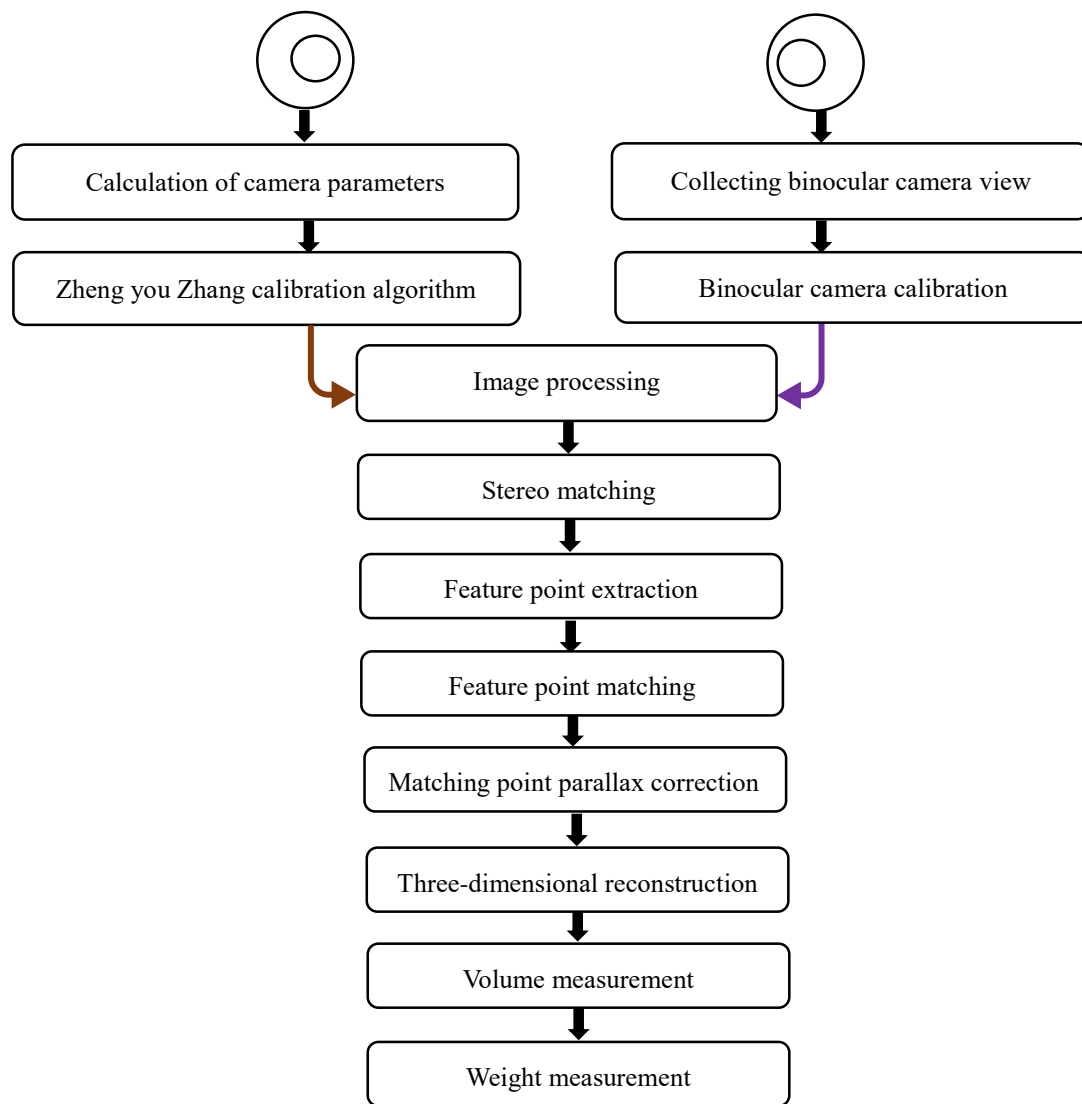 Calculation of camera parameters
Collecting binocular camera view
Zheng you Zhang calibration algorithm
Binocular camera calibration
Image processing
Stereo matching
Feature point extraction
Feature point matching
Matching point parallax correction
Three-dimensional reconstruction
Volume measurement
Weight measurement